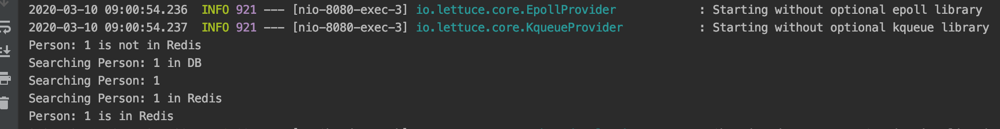 2020-03-10 09:00:54.236  INFO 921 --- [nio-8080-exec-3] io.lettuce.core.EpollProvider            : Starting without optional epoll library
2020-03-10 09:00:54.237  INFO 921 --- [nio-8080-exec-3] io.lettuce.core.KqueueProvider           : Starting without optional kqueue library
Person: 1 is not in Redis
Searching Person: 1 in DB
Searching Person: 1
Searching Person: 1 in Redis
Person: 1 is in Redis